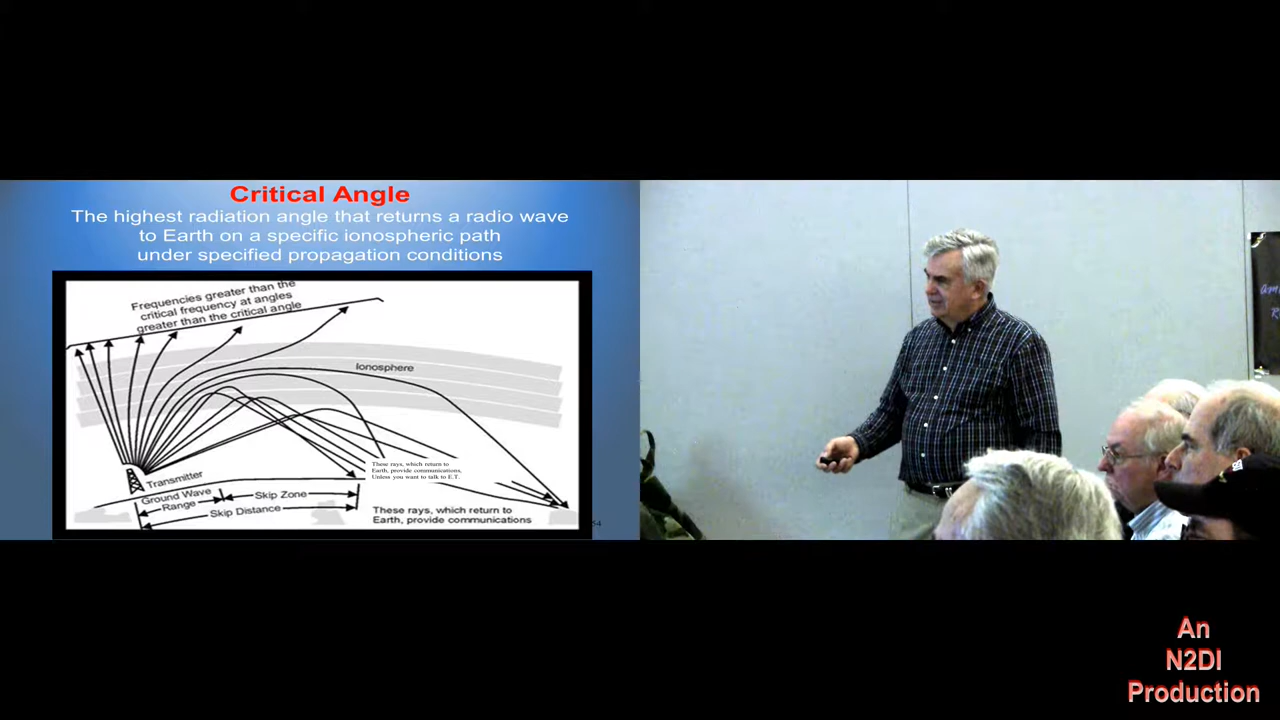 Critical Angle
The highest radiation angle that returns a radio wave
to Earth on a specific ionospheric path
under specified propagation conditions
Frequencies greater than the
critical frequency at angles
greater than the critical angle
Ionosphere
These rays, which return to
Earth, provide communications,
Unless you want to talk to E.T.
Transmitter
Ground Wave
Range
Skip Zone
Skip Distance
These rays, which return to
Earth, provide communications
54
An
N2DI
Production